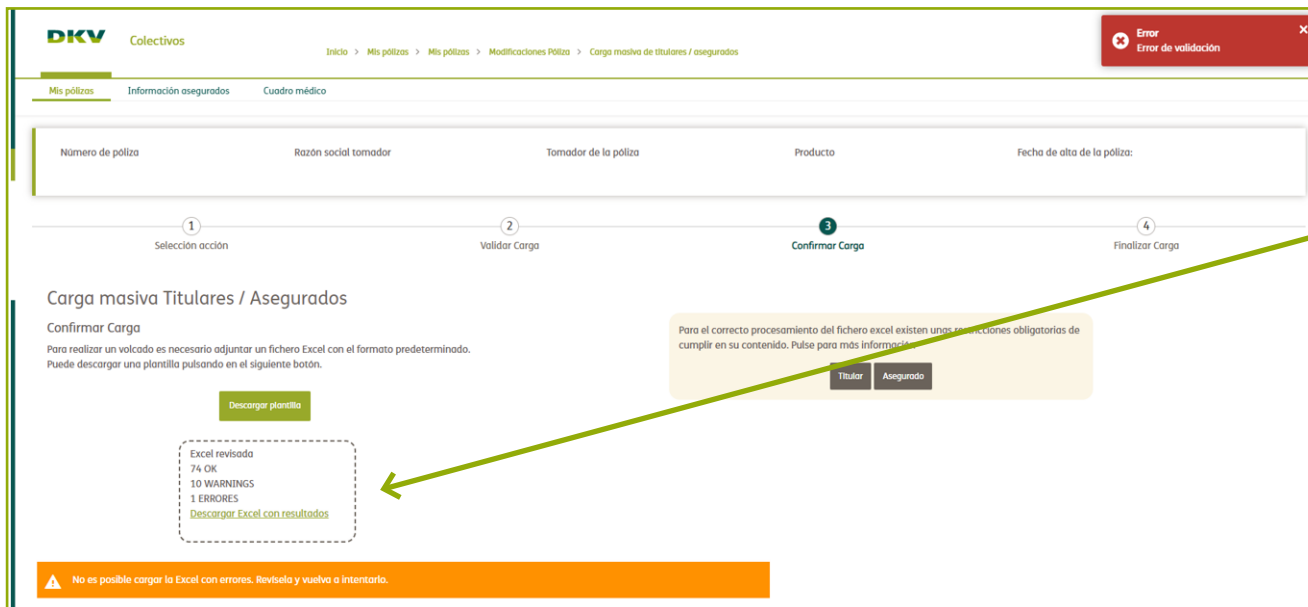 DKV Colectivos
Inicio > Mis pólizas > Mis pólizas > Modificaciones Póliza > Carga masiva de titulares / asegurados
Error
Error de validación
Mis pólizas Información asegurados Cuadro médico
Número de póliza Razón social tomador Tomador de la póliza Producto Fecha de alta de la póliza:
1 2 3 4
Selección acción Validar Carga Confirmar Carga Finalizar Carga
Carga masiva Titulares / Asegurados
Confirmar Carga
Para realizar un volcado es necesario adjuntar un fichero Excel con el formato predeterminado.
Puede descargar una plantilla pulsando en el siguiente botón.
Para el correcto procesamiento del fichero excel existen unas restricciones obligatorias de
cumplir en su contenido. Pulse para más información.
Titular Asegurado
Descargar plantilla
Excel revisada
74 OK
10 WARNINGS
1 ERRORES
Descargar Excel con resultados
No es posible cargar la Excel con errores. Revísela y vuelva a intentarlo.